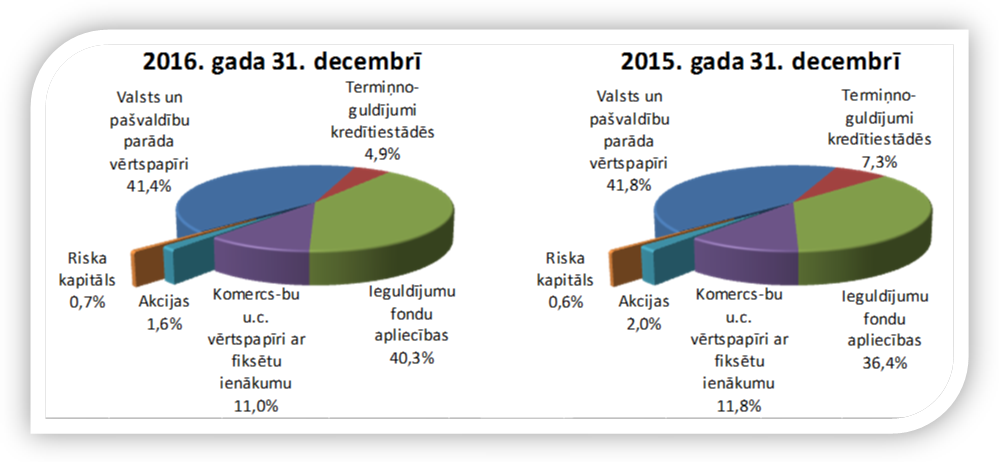 2016. gada 31. decembrī
Valsts un
pašvaldību
parāda
vērtspapīri
41,4%
Termiņno-
guldījumi
kredītiestādēs
4,9%
Riska
kapitāls
0,7%
Akcijas
1,6%
Komercs-bu
u.c.
vērtspapīri ar
fiksētu
ienākumu
11,0%
Ieguldījumu
fondu
apliecības
40,3%
2015. gada 31. decembrī
Valsts un
pašvaldību
parāda
vērtspapīri
41,8%
Termiņno-
guldījumi
kredītiestādēs
7,3%
Riska
kapitāls
0,6%
Akcijas
2,0%
Komercs-bu
u.c.
vērtspapīri ar
fiksētu
ienākumu
11,8%
Ieguldījumu
fondu
apliecības
36,4%